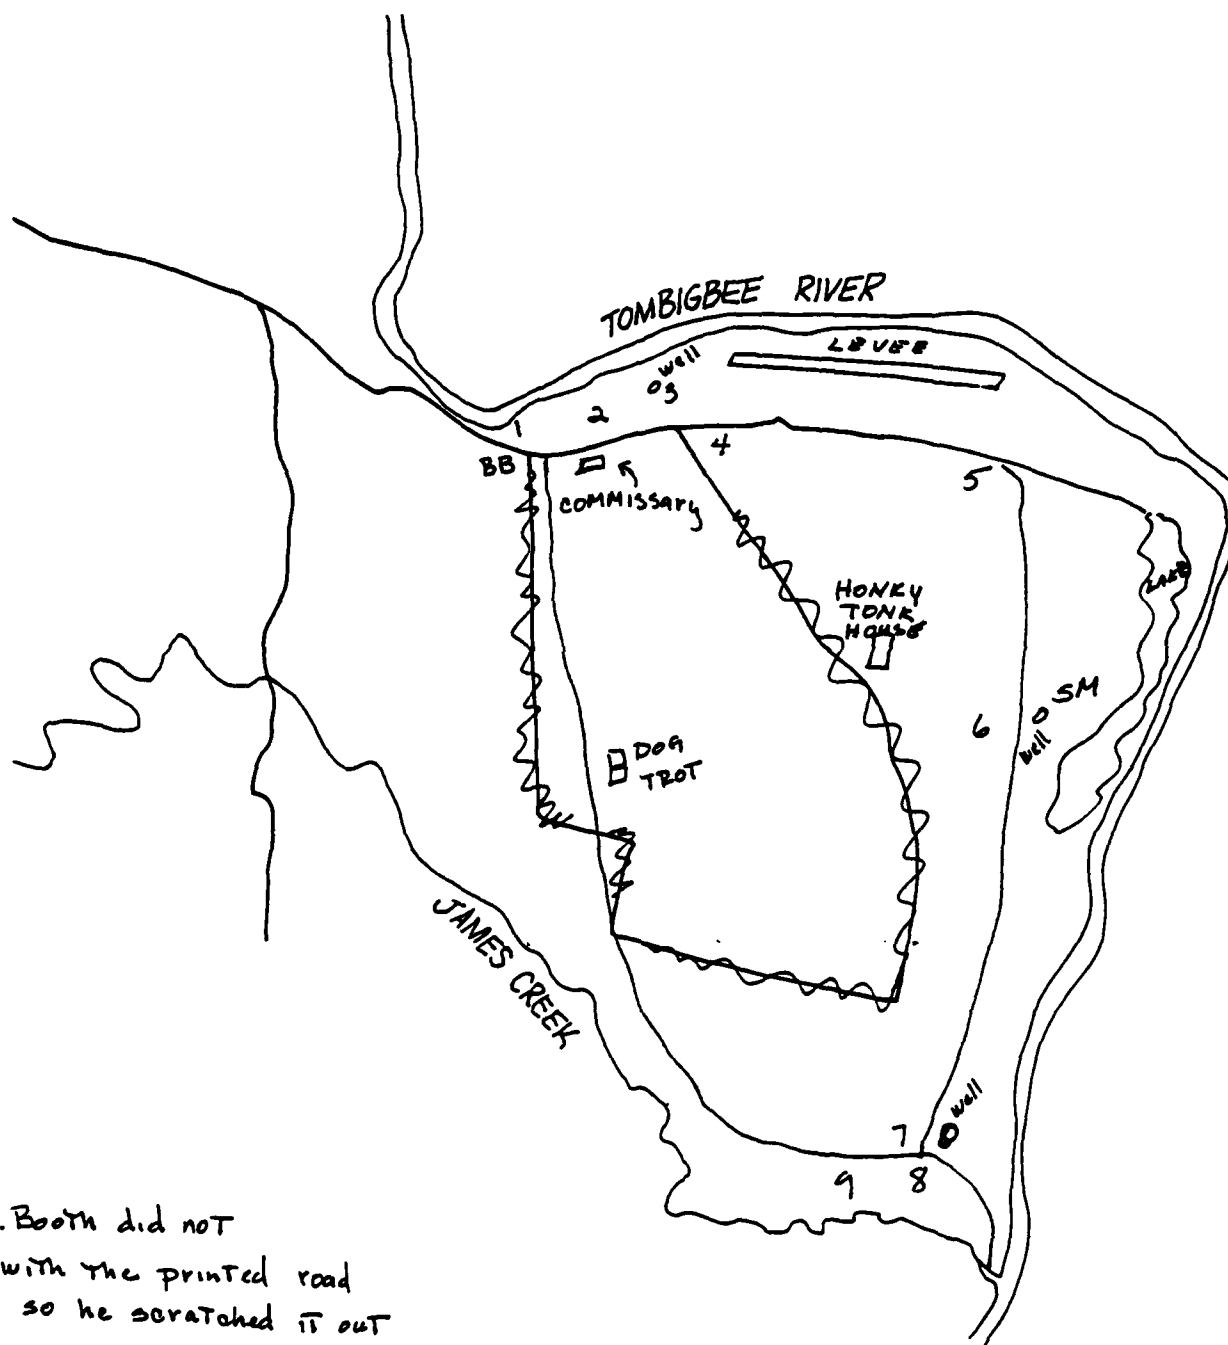 TOMBIGBEE RIVER
LEVEE
well
3
2
1
4
BB
COMMISSARY
5
LAKE
HONKY
TONK
HOUSE
SM
6
well
DOG
TROT
JAMES CREEK
well
7
8
9
. Booth did not
with the printed road
so he scratched it out